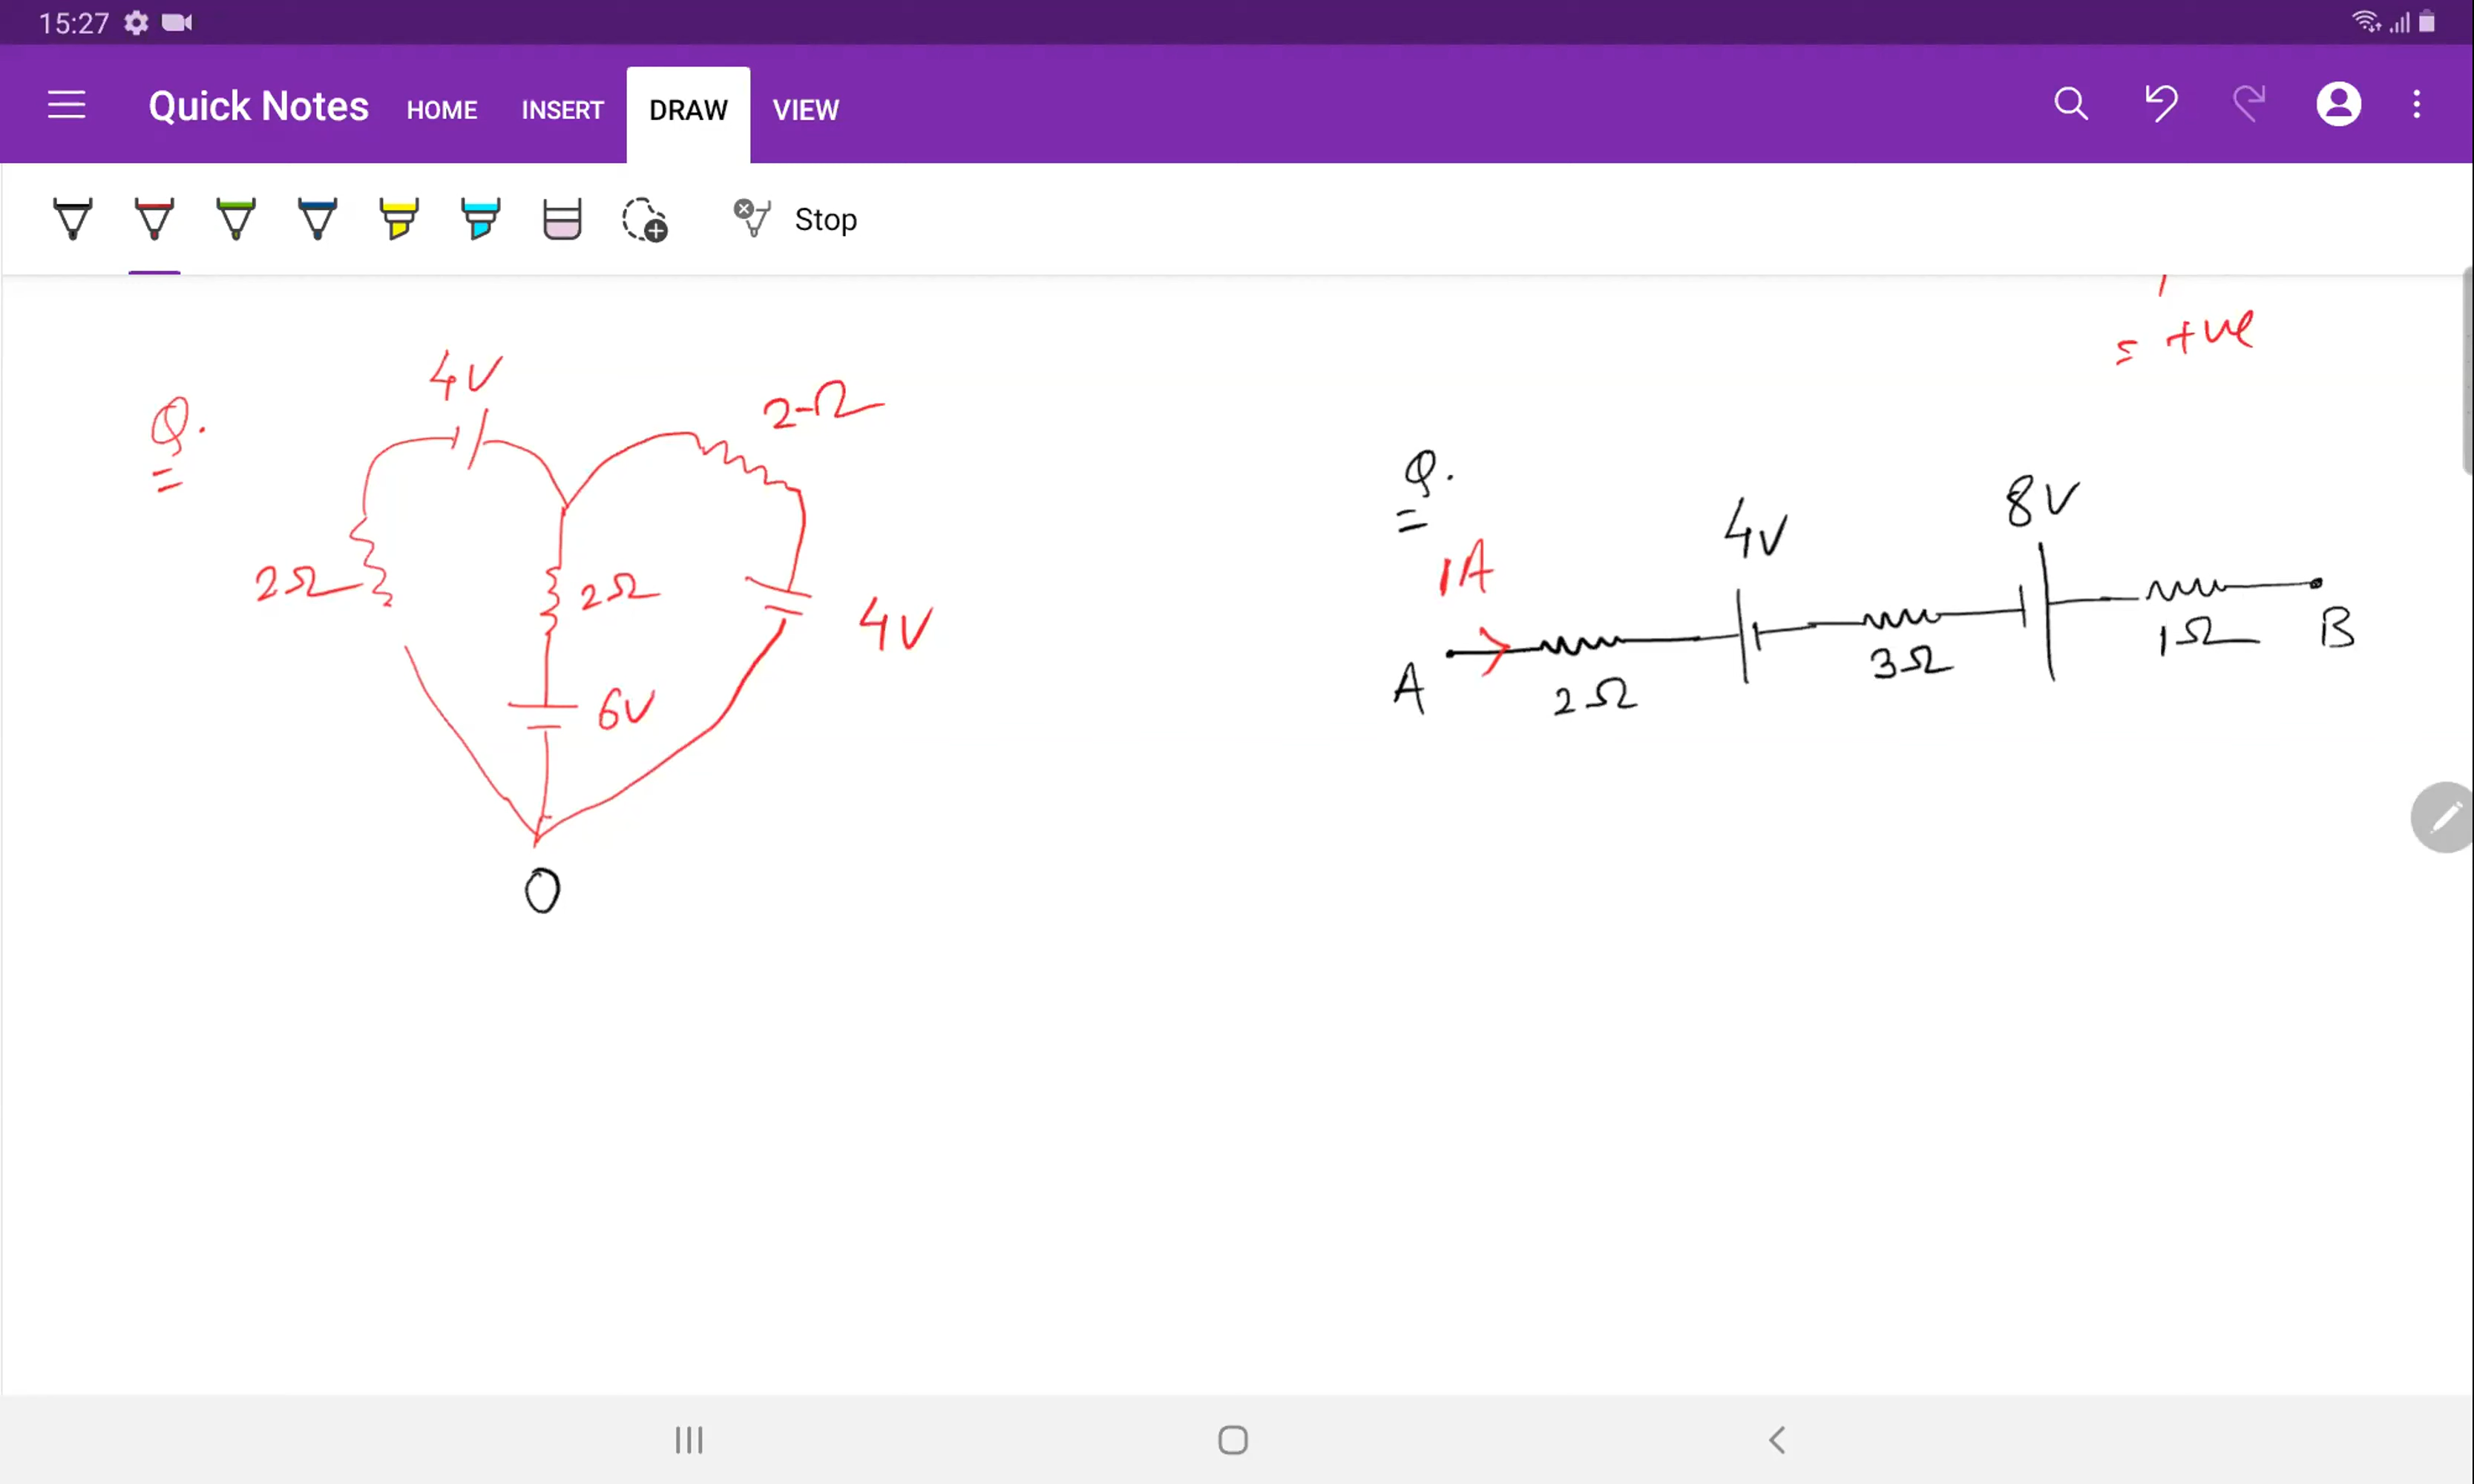 15:27
Quick Notes HOME INSERT DRAW VIEW
Stop
= +ve
Q.
4V
2Ω
2Ω
2Ω
4V
6V
O
Q.
1A
4V
8V
A
2Ω
3Ω
1Ω
B